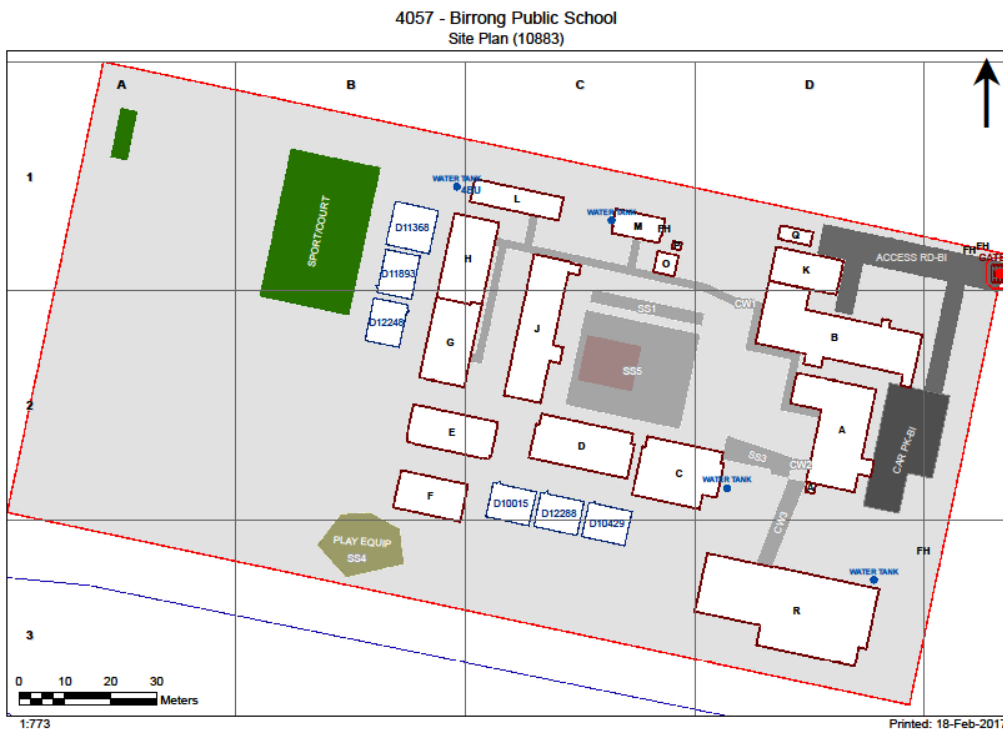 4057 - Birrong Public School
Site Plan (10883)
A
B
C
D
1
WATER TANK
4BU
L
WATER TANK
M
FH
Q
FH
FH
GATE
ACCESS RD-BI
D11368
SPORT/COURT
H
O
K
D11893
SS1
CW1
D12248
G
J
B
SS5
2
E
D
A
CAR PK-BI
SS3
CW2
C
WATER TANK
F
D10015
D12288
D10429
CW3
PLAY EQUIP
SS4
FH
WATER TANK
R
3
0 10 20 30
Meters
1:773
Printed: 18-Feb-2017